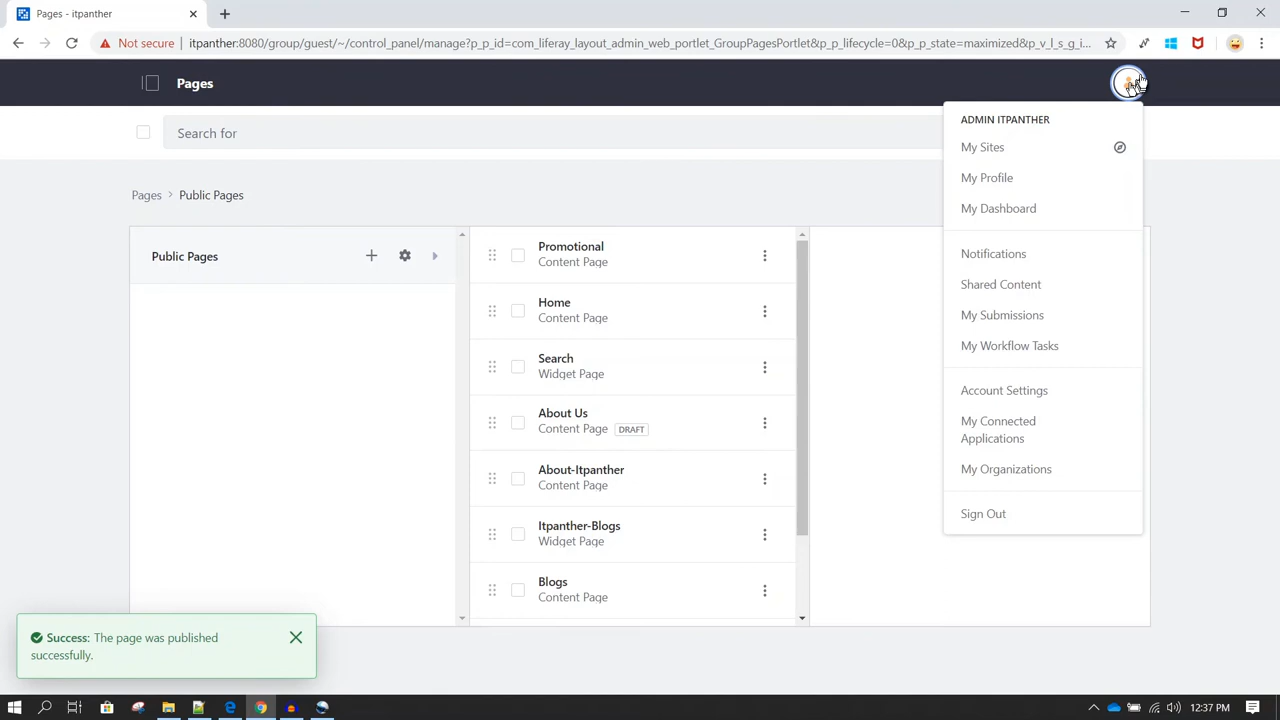 Pages - itpanther
Not secure
itpanther:8080/group/guest/~/control_panel/manage?p_p_id=com_liferay_layout_admin_web_portlet_GroupPagesPortlet&p_p_lifecycle=0&p_p_state=maximized&p_v_l_s_g_i...
Pages
Search for
Pages
Public Pages
Public Pages
Promotional
Content Page
Home
Content Page
Search
Widget Page
About Us
Content Page DRAFT
About-Itpanther
Content Page
Itpanther-Blogs
Widget Page
Blogs
Content Page
ADMIN ITPANTHER
My Sites
My Profile
My Dashboard
Notifications
Shared Content
My Submissions
My Workflow Tasks
Account Settings
My Connected
Applications
My Organizations
Sign Out
Success: The page was published
successfully.
12:37 PM